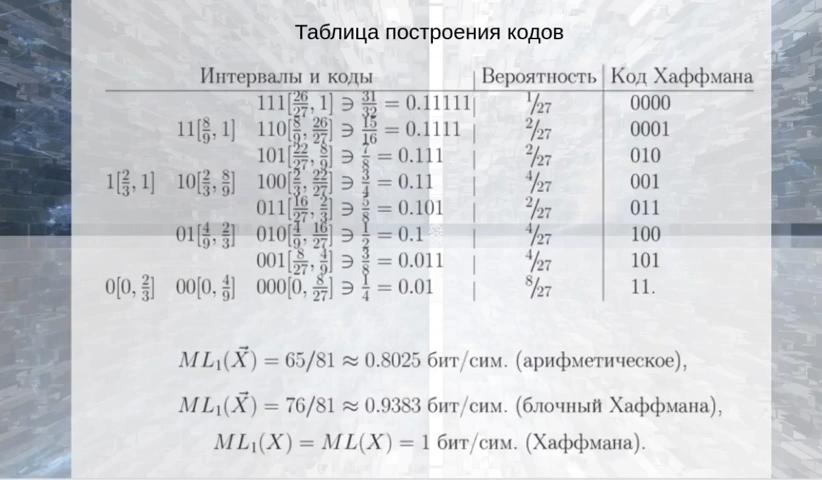 Таблица построения кодов
Интервалы и коды | Вероятность | Код Хаффмана
111[26/27, 1] ∋ 31/32 = 0.11111 | 1/27 | 0000
11[8/9, 1] 110[8/9, 26/27] ∋ 15/16 = 0.1111 | 2/27 | 0001
101[22/27, 8/9] ∋ 7/8 = 0.111 | 2/27 | 010
1[2/3, 1] 10[2/3, 8/9] 100[2/3, 22/27] ∋ 3/4 = 0.11 | 4/27 | 001
011[16/27, 2/3] ∋ 5/8 = 0.101 | 2/27 | 011
01[4/9, 2/3] 010[4/9, 16/27] ∋ 1/2 = 0.1 | 4/27 | 100
001[8/27, 4/9] ∋ 3/8 = 0.011 | 4/27 | 101
0[0, 2/3] 00[0, 4/9] 000[0, 8/27] ∋ 1/4 = 0.01 | 8/27 | 11.
ML₁(X⃗) = 65/81 ≈ 0.8025 бит/сим. (арифметическое),
ML₁(X⃗) = 76/81 ≈ 0.9383 бит/сим. (блочный Хаффмана),
ML₁(X) = ML(X) = 1 бит/сим. (Хаффмана).